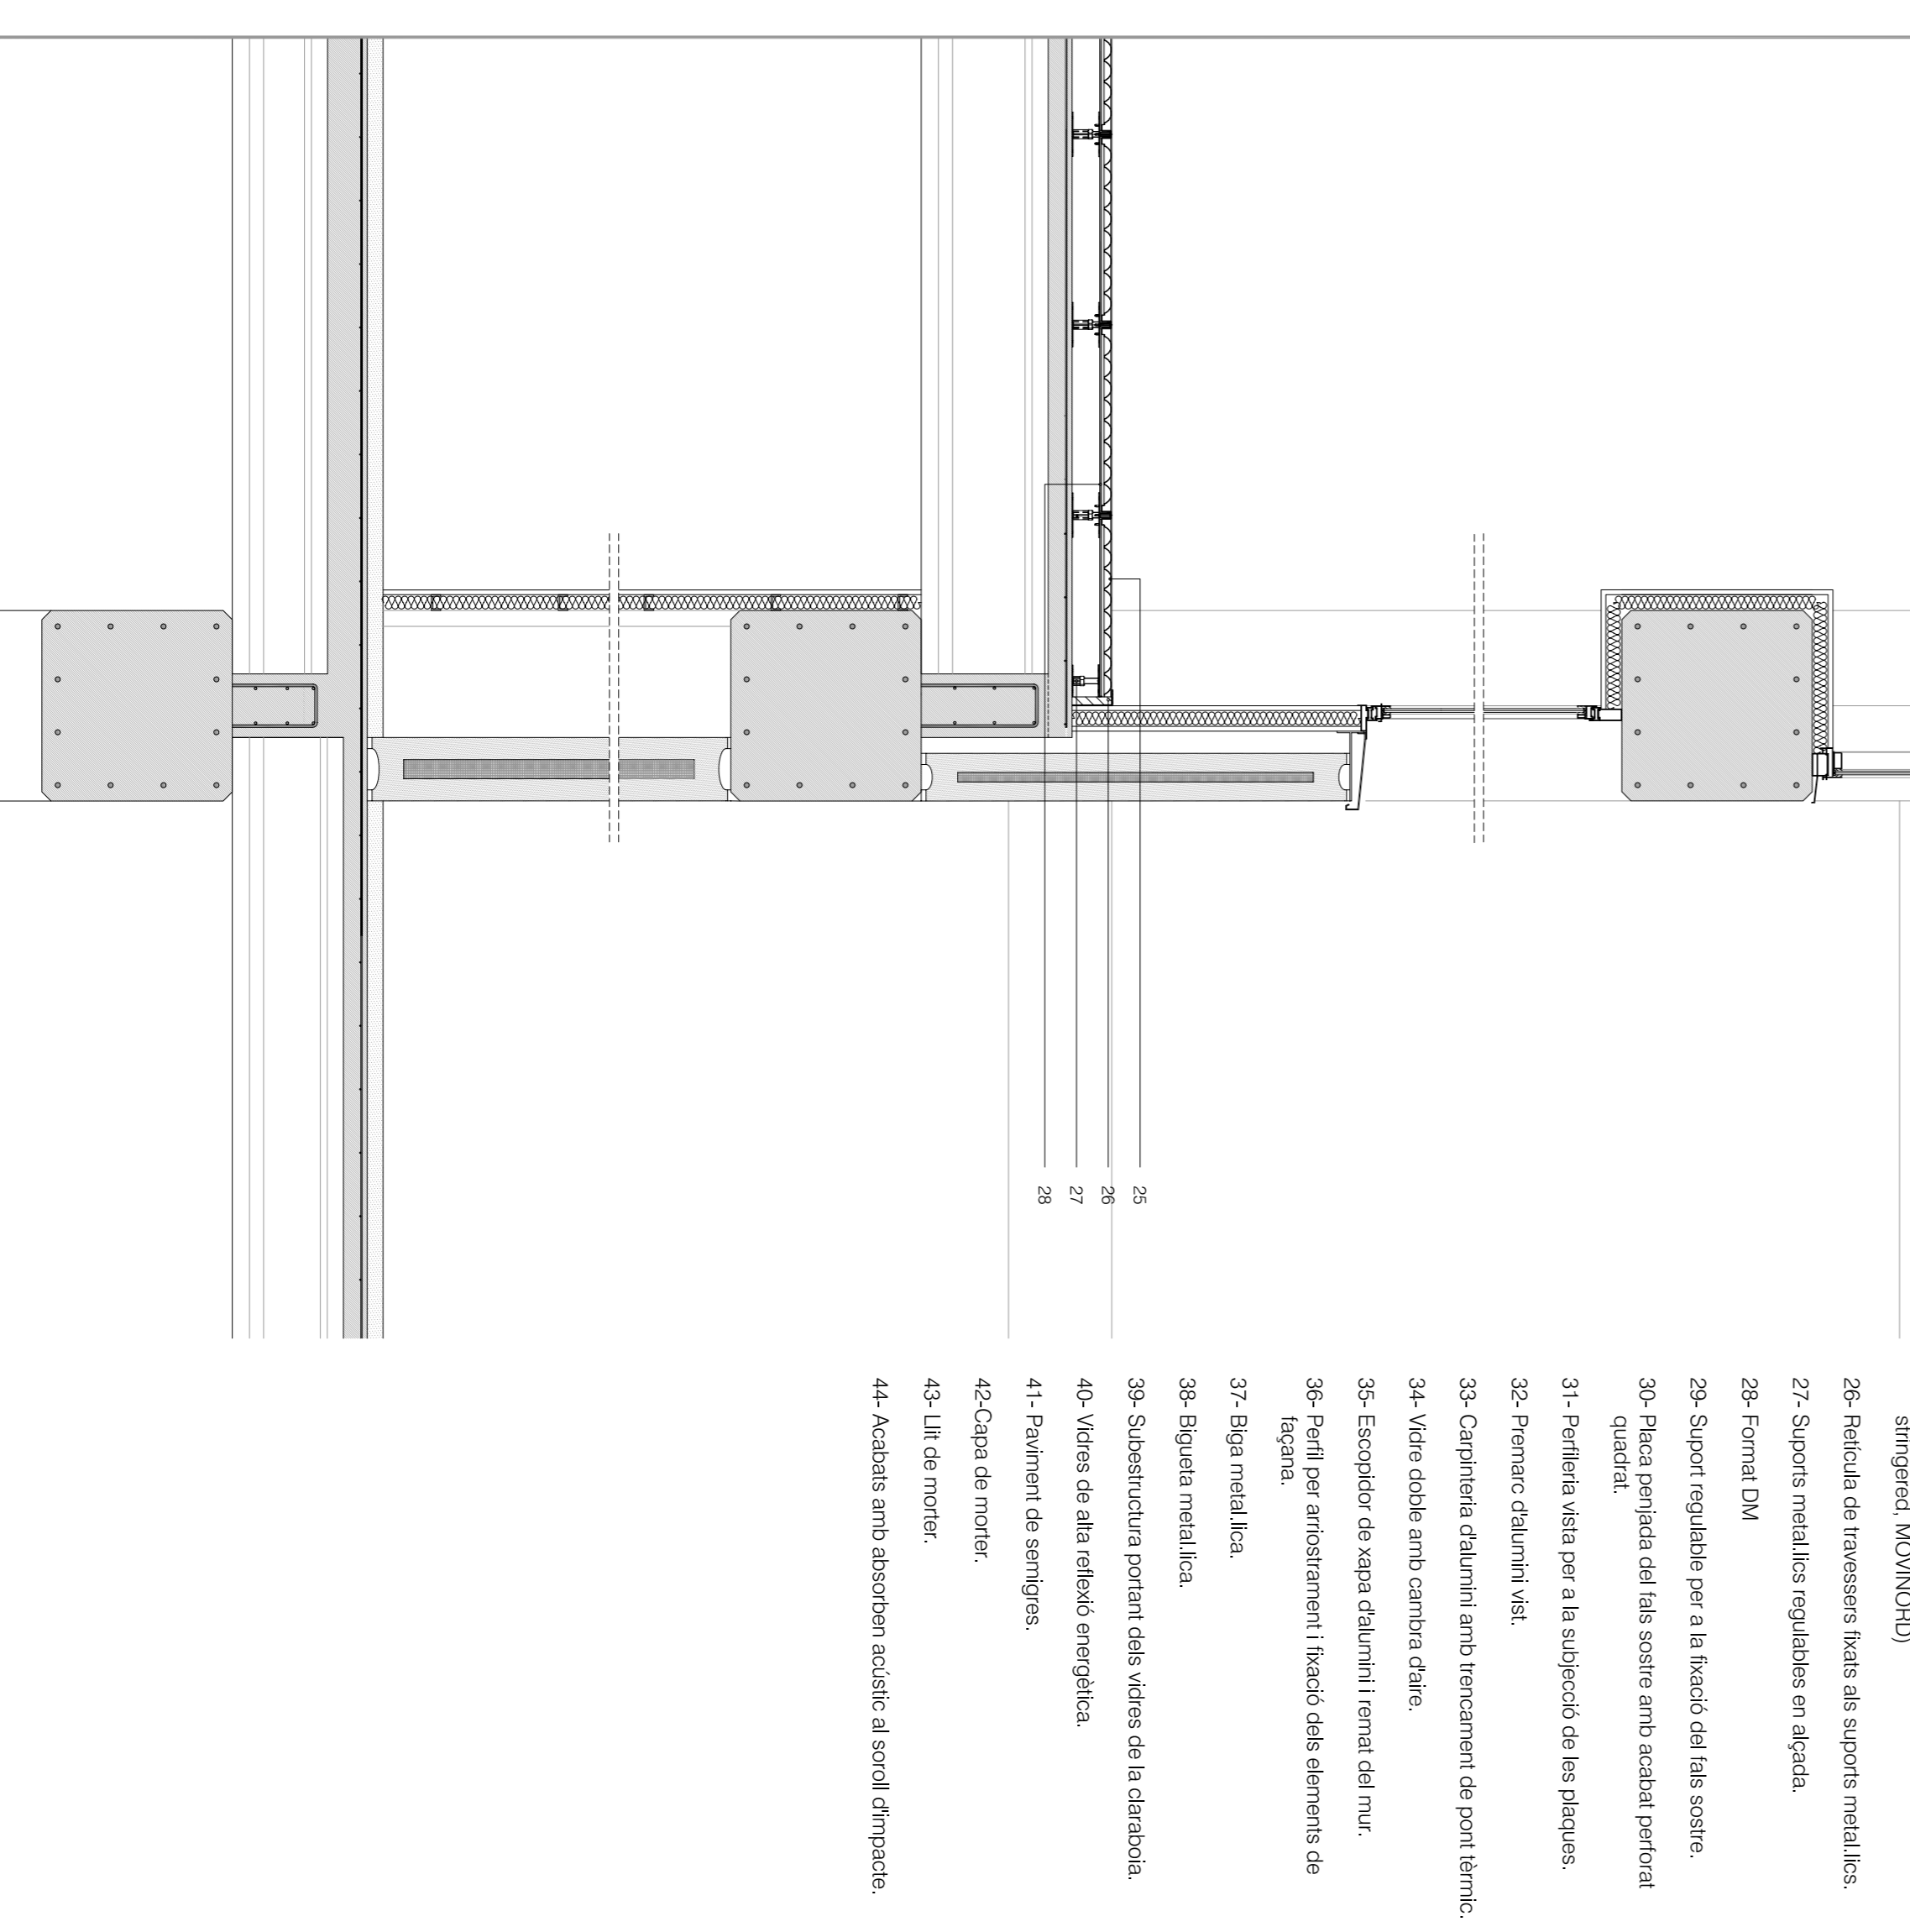 stringered, MOVINORD)
26- Retícula de travessers fixats als suports metal.lics.
27- Suports metal.lics regulables en alçada.
28- Format DM
29- Suport regulable per a la fixació del fals sostre.
30- Placa penjada del fals sostre amb acabat perforat
quadrat.
31- Perfileria vista per a la subjecció de les plaques.
32- Premarc d'alumini vist.
33- Carpinteria d'alumini amb trencament de pont tèrmic.
34- Vidre doble amb cambra d'aire.
35- Escopidor de xapa d'alumini i remat del mur.
36- Perfil per arriostrament i fixació dels elements de
façana.
37- Biga metal.lica.
38- Bigueta metal.lica.
39- Subestructura portant dels vidres de la claraboia.
40- Vidres de alta reflexió energètica.
41- Paviment de semigres.
42-Capa de morter.
43- Llit de morter.
44- Acabats amb absorben acústic al soroll d'impacte.
25
26
27
28